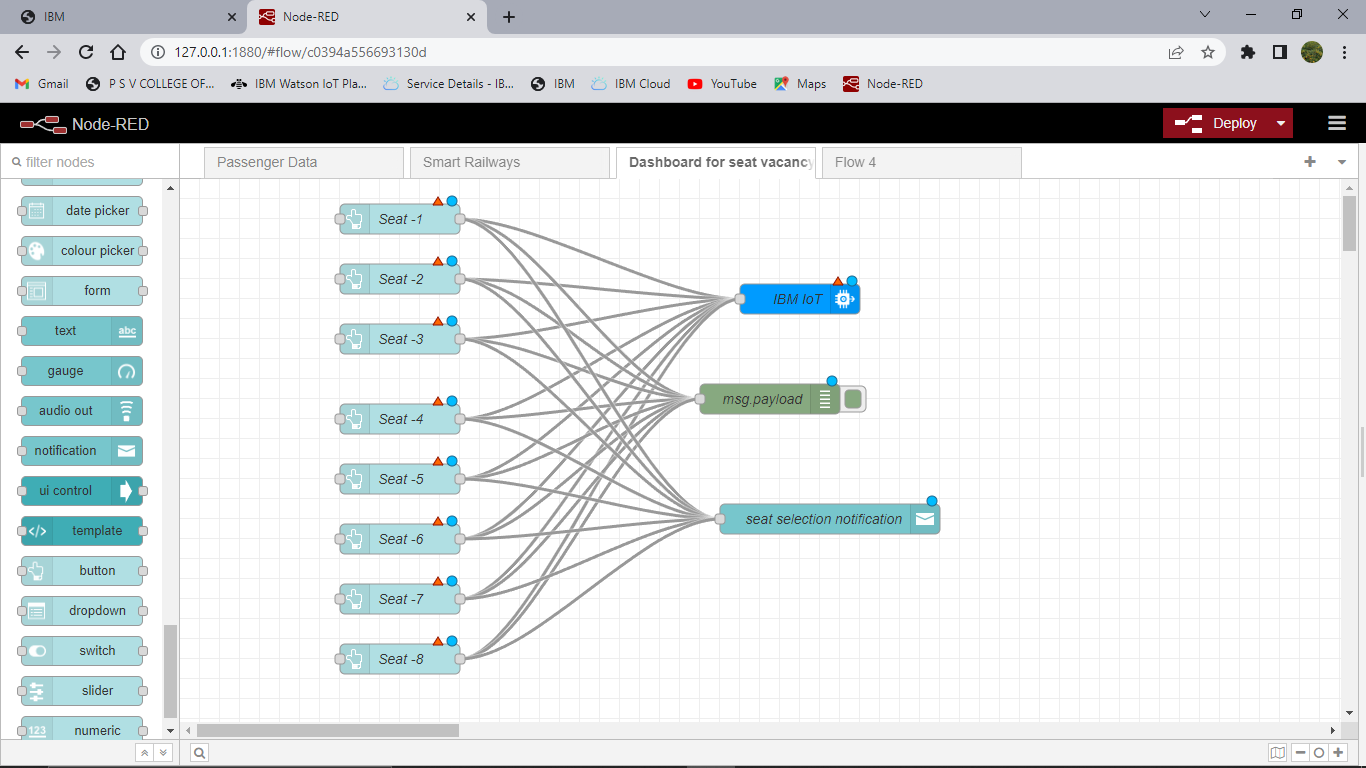 IBM
Node-RED
127.0.0.1:1880/#flow/c0394a556693130d
Gmail
P S V COLLEGE OF...
IBM Watson IoT Pla...
Service Details - IB...
IBM
IBM Cloud
YouTube
Maps
Node-RED
Node-RED
Deploy
filter nodes
Passenger Data
Smart Railways
Dashboard for seat vacancy
Flow 4
date picker
colour picker
form
text
abc
gauge
audio out
notification
ui control
</> template
button
dropdown
switch
slider
123 numeric
Seat -1
Seat -2
Seat -3
Seat -4
Seat -5
Seat -6
Seat -7
Seat -8
IBM IoT
msg.payload
seat selection notification